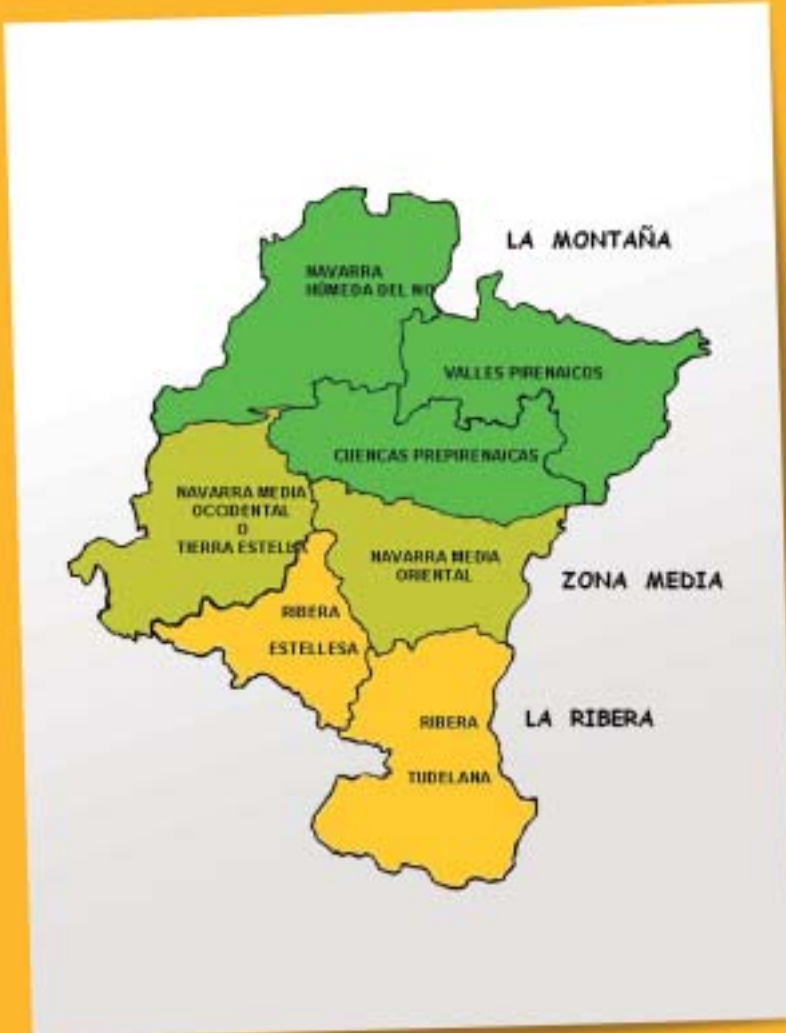 LA MONTAÑA
NAVARRA
HÚMEDA DEL NO
VALLES PIRENAICOS
CUENCAS PREPIRENAICAS
NAVARRA MEDIA
OCCIDENTAL
O
TIERRA ESTELLA
NAVARRA MEDIA
ORIENTAL
ZONA MEDIA
RIBERA
ESTELLESA
RIBERA
TUDELANA
LA RIBERA